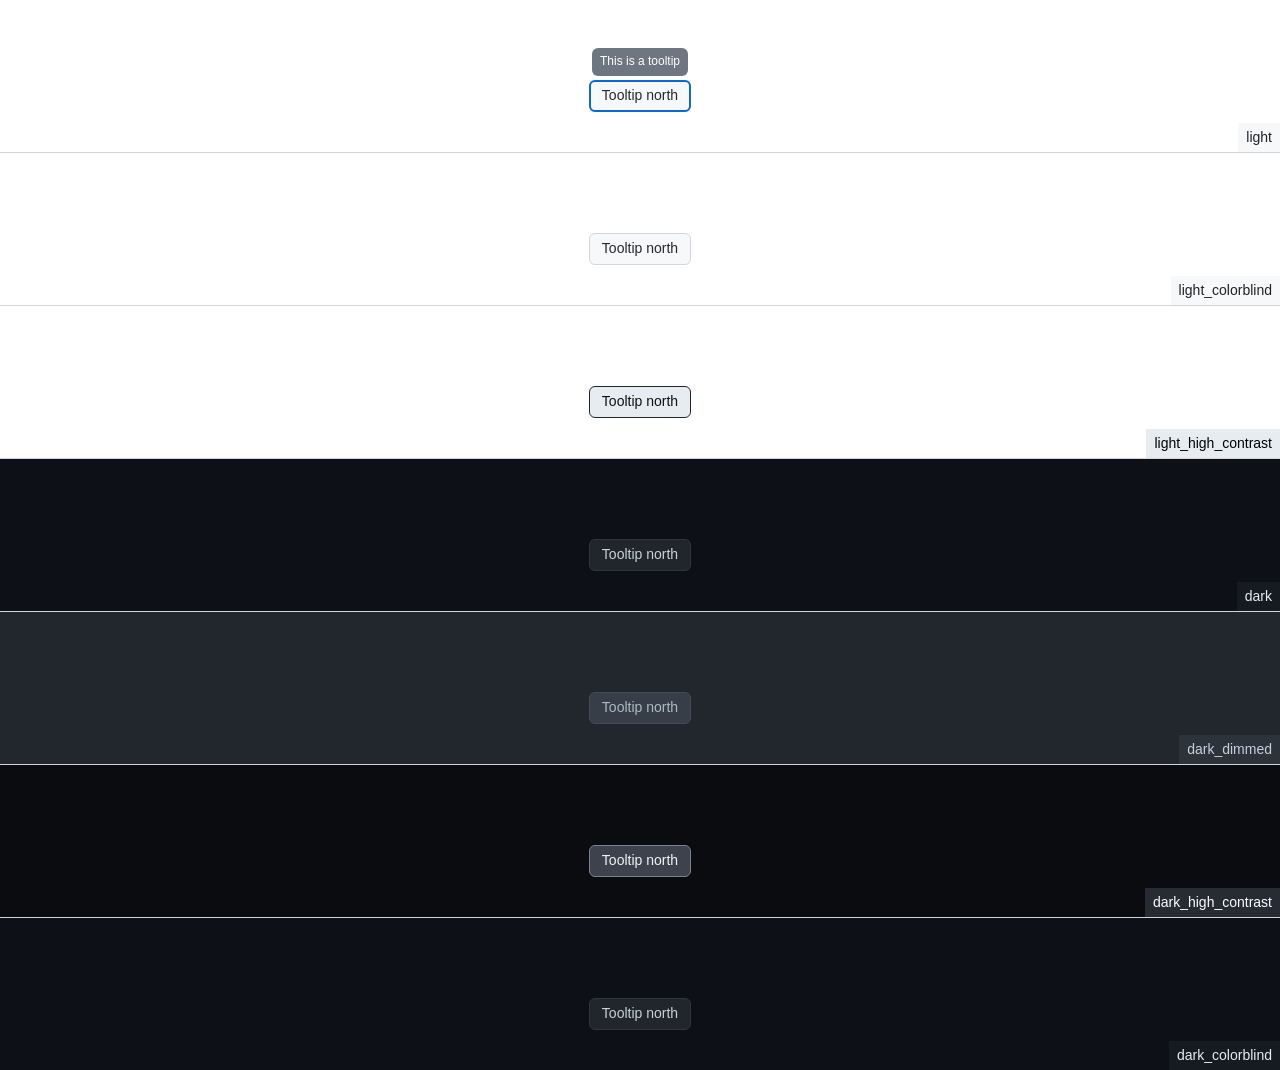 This is a tooltip
Tooltip north
light
Tooltip north
light_colorblind
Tooltip north
light_high_contrast
Tooltip north
dark
Tooltip north
dark_dimmed
Tooltip north
dark_high_contrast
Tooltip north
dark_colorblind